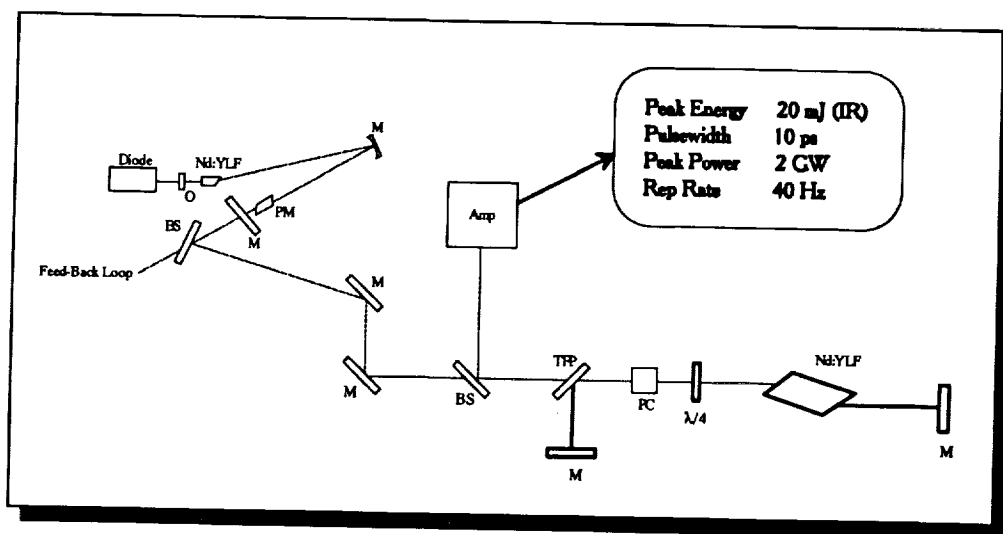 Peak Energy 20 mJ (IR)
Pulsewidth 10 ps
Peak Power 2 GW
Rep Rate 40 Hz
M
Diode
Nd:YLF
O
PM
M
BS
Amp
Feed-Back Loop
M
M
BS
TFP
M
PC
λ/4
Nd:YLF
M